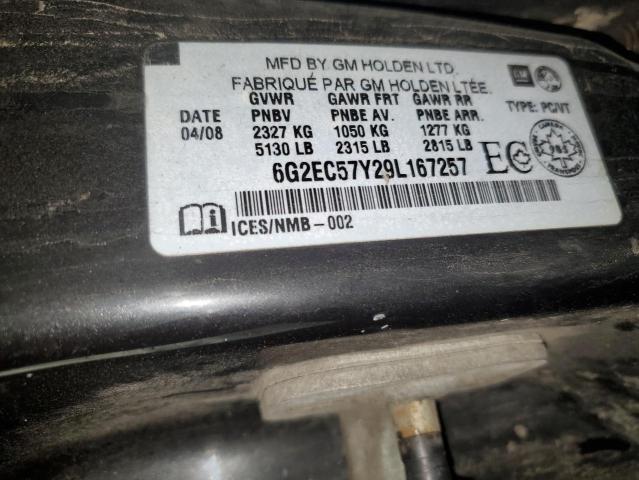 MFD BY GM HOLDEN LTD.
FABRIQUÉ PAR GM HOLDEN LTÉE.
GVWR GAWR FRT GAWR RR
DATE PNBV PNBE AV. PNBE ARR. TYPE: PC/VT
04/08 2327 KG 1050 KG 1277 KG
5130 LB 2315 LB 2815 LB
6G2EC57Y29L167257 EC
ICES/NMB-002
GM